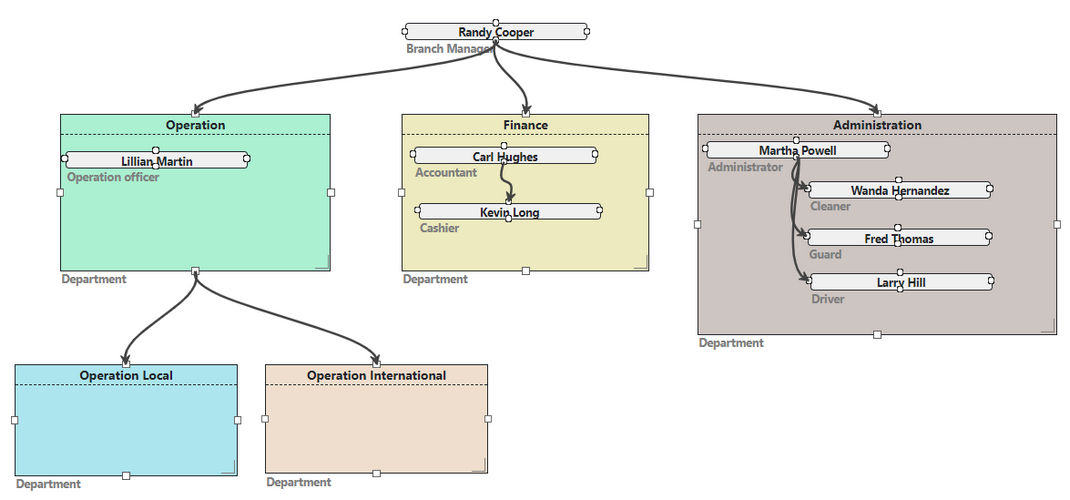 Randy Cooper
Branch Manager
Operation
Lillian Martin
Operation officer
Department
Finance
Carl Hughes
Accountant
Kevin Long
Cashier
Department
Administration
Martha Powell
Administrator
Wanda Hernandez
Cleaner
Fred Thomas
Guard
Larry Hill
Driver
Department
Operation Local
Department
Operation International
Department